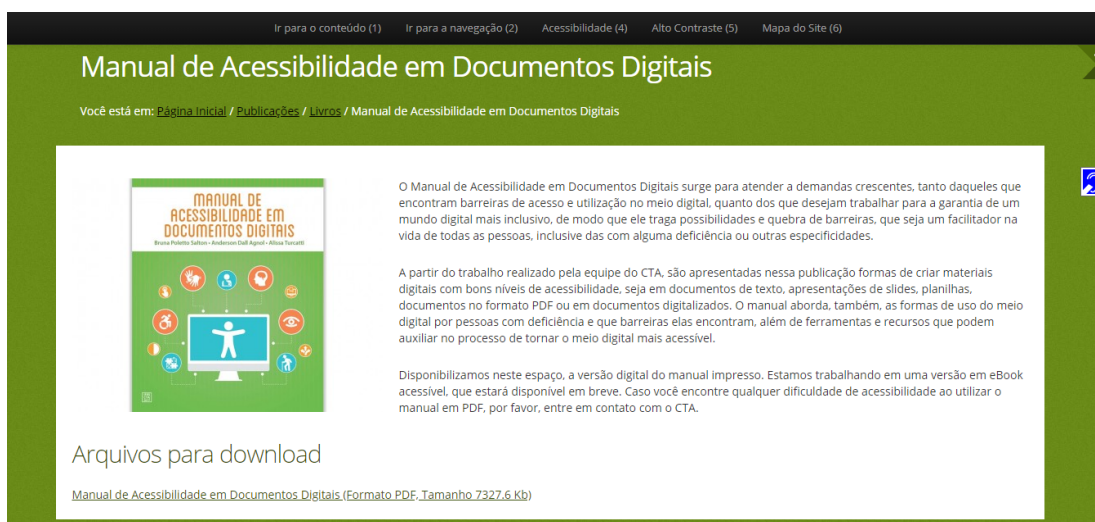 Ir para o conteúdo (1) Ir para a navegação (2) Acessibilidade (4) Alto Contraste (5) Mapa do Site (6)
Manual de Acessibilidade em Documentos Digitais
Você está em: Página Inicial / Publicações / Livros / Manual de Acessibilidade em Documentos Digitais
MANUAL DE
ACESSIBILIDADE EM
DOCUMENTOS DIGITAIS
Bruna Poletto Salton • Anderson Dall Agnol • Alissa Turcatti
O Manual de Acessibilidade em Documentos Digitais surge para atender a demandas crescentes, tanto daqueles que
encontram barreiras de acesso e utilização no meio digital, quanto dos que desejam trabalhar para a garantia de um
mundo digital mais inclusivo, de modo que ele traga possibilidades e quebra de barreiras, que seja um facilitador na
vida de todas as pessoas, inclusive das com alguma deficiência ou outras especificidades.
A partir do trabalho realizado pela equipe do CTA, são apresentadas nessa publicação formas de criar materiais
digitais com bons níveis de acessibilidade, seja em documentos de texto, apresentações de slides, planilhas,
documentos no formato PDF ou em documentos digitalizados. O manual aborda, também, as formas de uso do meio
digital por pessoas com deficiência e que barreiras elas encontram, além de ferramentas e recursos que podem
auxiliar no processo de tornar o meio digital mais acessível.
Disponibilizamos neste espaço, a versão digital do manual impresso. Estamos trabalhando em uma versão em eBook
acessível, que estará disponível em breve. Caso você encontre qualquer dificuldade de acessibilidade ao utilizar o
manual em PDF, por favor, entre em contato com o CTA.
Arquivos para download
Manual de Acessibilidade em Documentos Digitais (Formato PDF, Tamanho 7327.6 Kb)